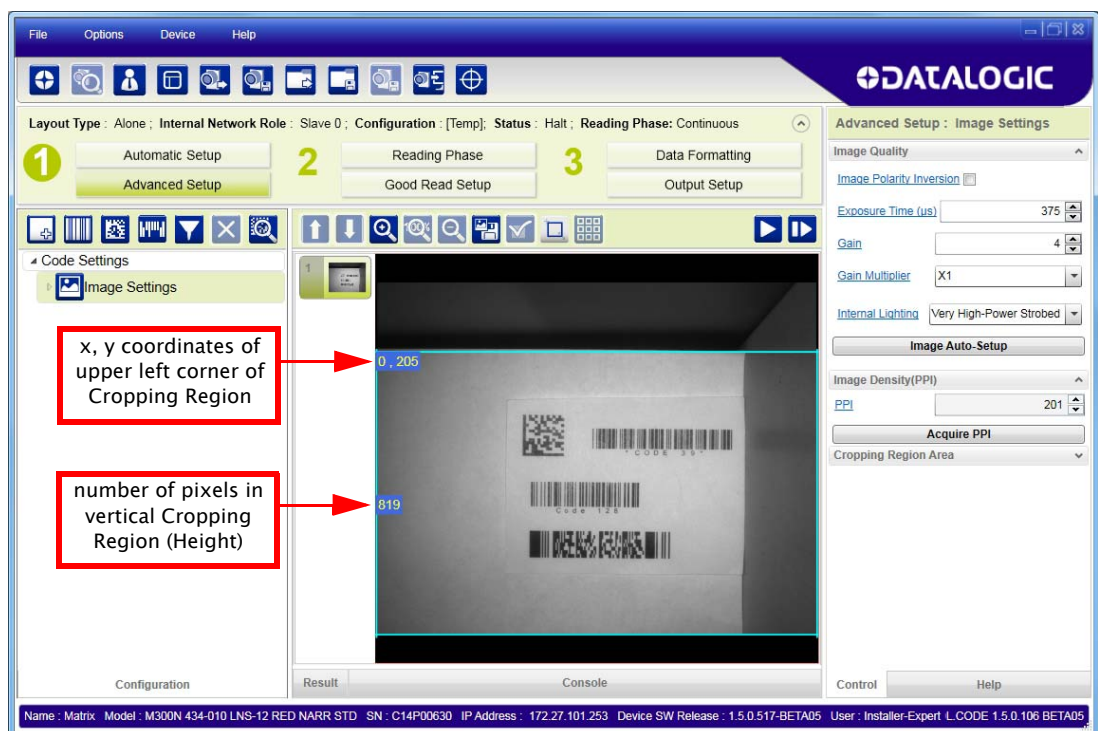 File Options Device Help
DATALOGIC
Layout Type : Alone ; Internal Network Role : Slave 0 ; Configuration : [Temp]; Status : Halt ; Reading Phase: Continuous
Advanced Setup : Image Settings
1 Automatic Setup 2 Reading Phase 3 Data Formatting
Advanced Setup Good Read Setup Output Setup
Image Quality
Image Polarity Inversion
Exposure Time (µs) 375
Gain 4
Gain Multiplier X1
Internal Lighting Very High-Power Strobed
Image Auto-Setup
Image Density(PPI)
PPI 201
Acquire PPI
Cropping Region Area
100%
Code Settings
Image Settings
1
x, y coordinates of
upper left corner of
Cropping Region
0 , 205
*CODE 39*
number of pixels in
vertical Cropping
Region (Height)
819
Code 128
Configuration
Result Console
Control Help
Name : Matrix Model : M300N 434-010 LNS-12 RED NARR STD SN : C14P00630 IP Address : 172.27.101.253 Device SW Release : 1.5.0.517-BETA05 User : Installer-Expert L.CODE 1.5.0.106 BETA05